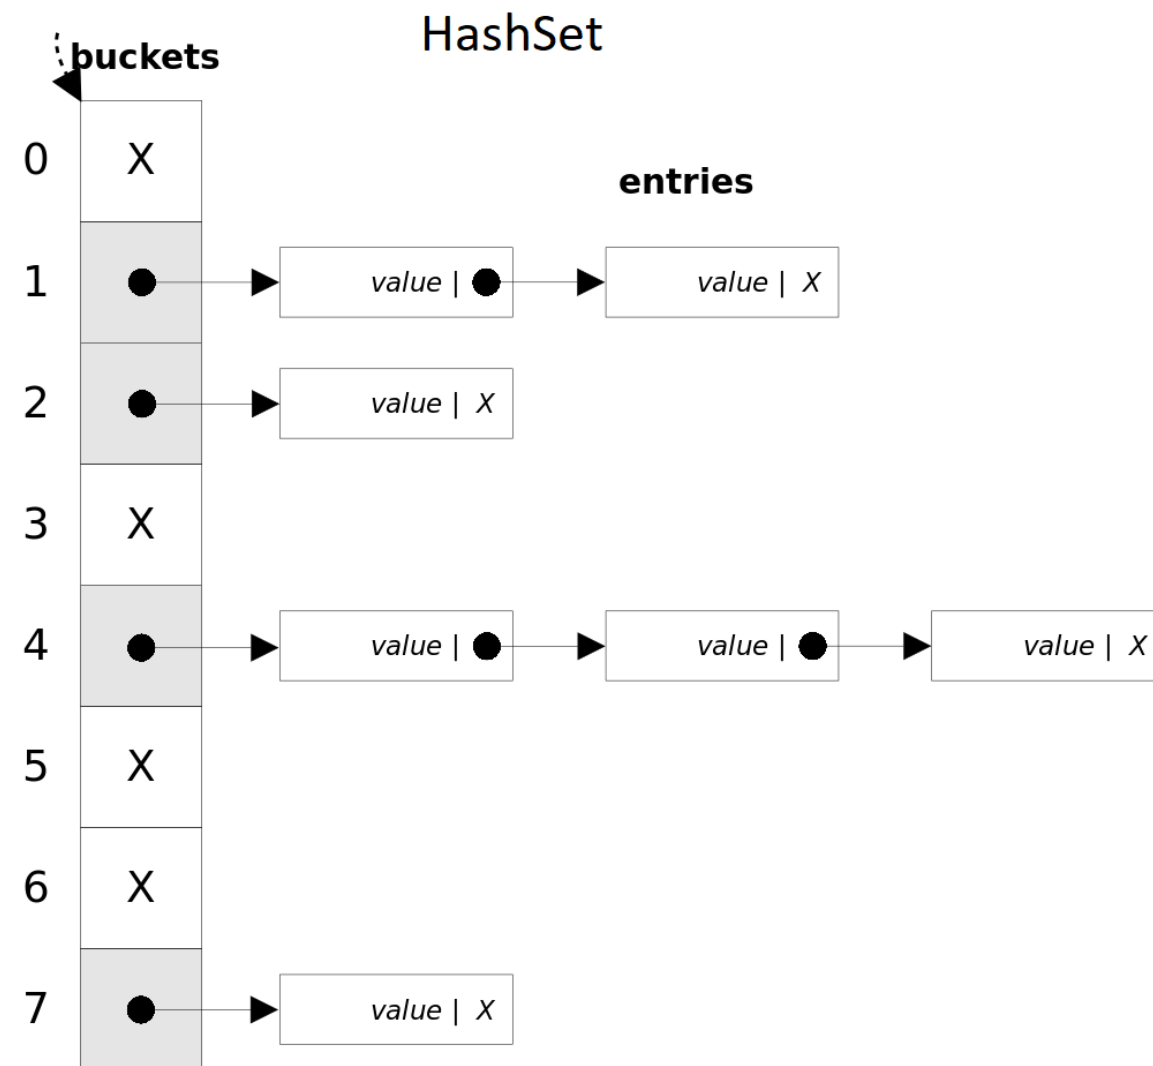 HashSet
buckets
0 X
entries
1 value | value | X
2 value | X
3 X
4 value | value | value | X
5 X
6 X
7 value | X